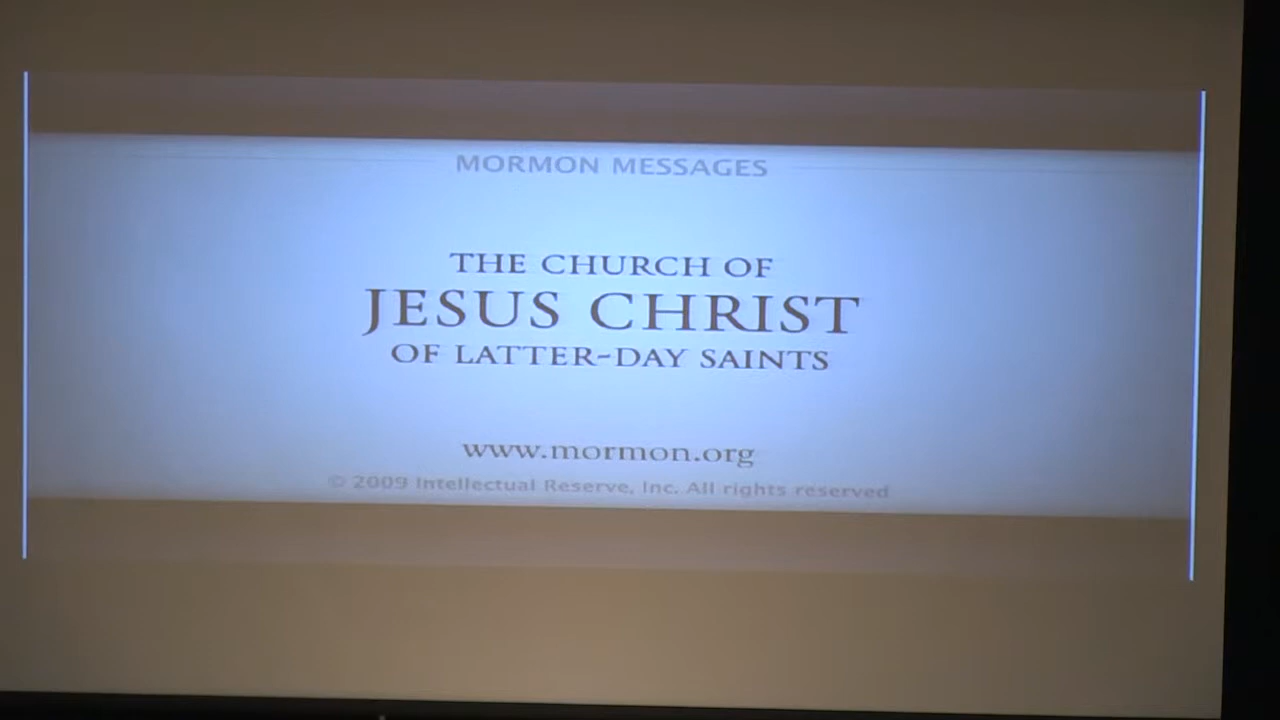 MORMON MESSAGES
THE CHURCH OF
JESUS CHRIST
OF LATTER-DAY SAINTS
www.mormon.org
© 2009 Intellectual Reserve, Inc. All rights reserved